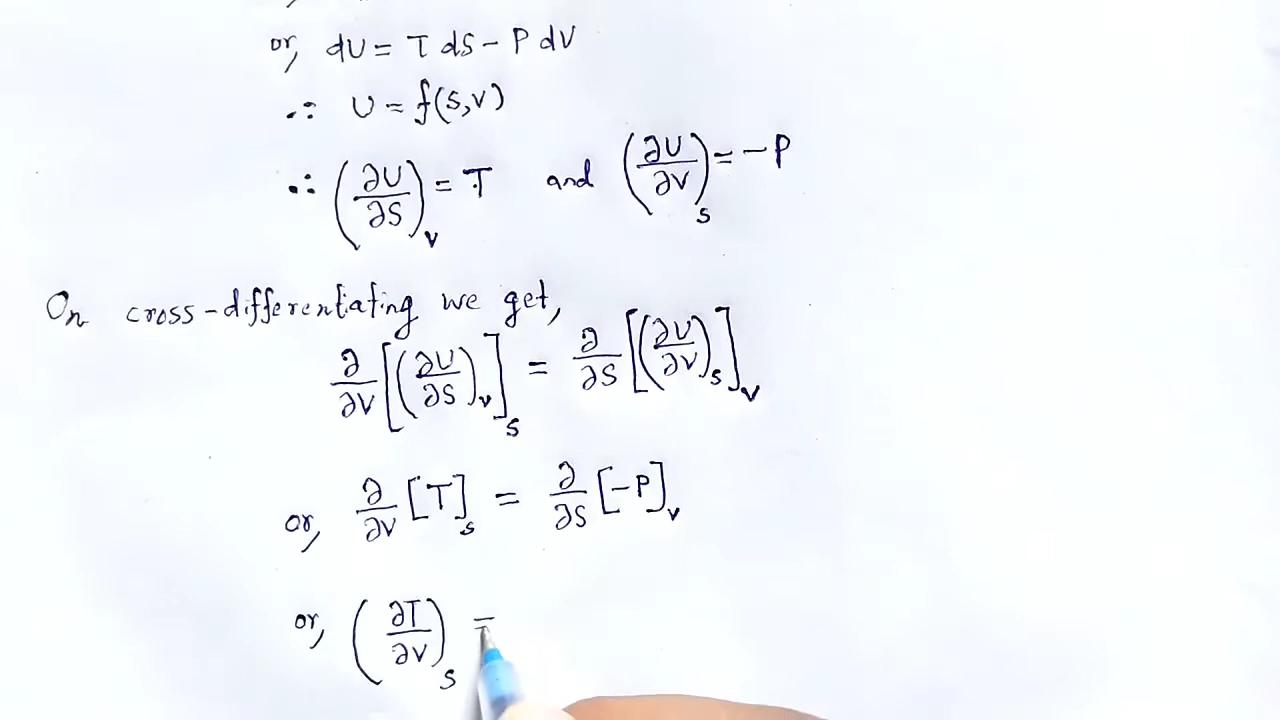 or, dU = T dS - P dV
∴ U = f(S,V)
∴ (∂U/∂S)_V = T and (∂U/∂V)_S = -P
On cross-differentiating we get,
∂/∂V [(∂U/∂S)_V]_S = ∂/∂S [(∂U/∂V)_S]_V
or, ∂/∂V [T]_S = ∂/∂S [-P]_V
or, (∂T/∂V)_S =